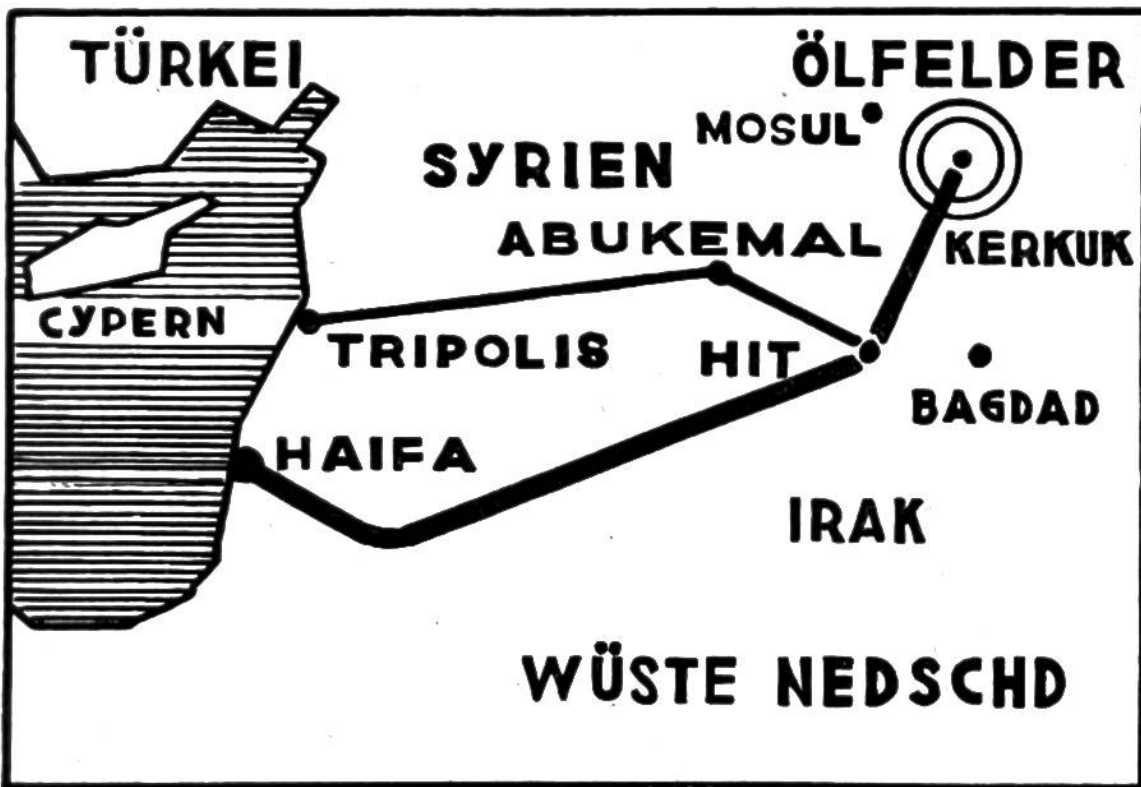 TÜRKEI
ÖLFELDER
MOSUL
SYRIEN
ABUKEMAL
KERKUK
CYPERN
TRIPOLIS
HIT
BAGDAD
HAIFA
IRAK
WÜSTE NEDSCHD